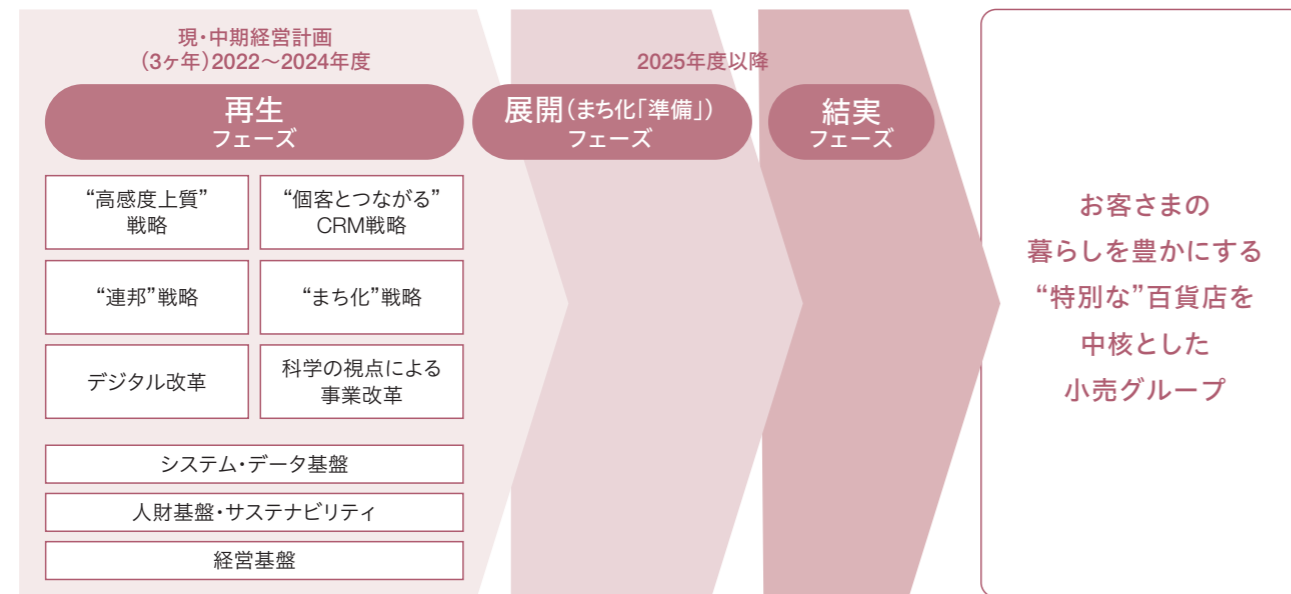 現・中期経営計画
(3ヶ年)2022〜2024年度
2025年度以降
再生
フェーズ
展開(まち化「準備」)
フェーズ
結実
フェーズ
“高感度上質”
戦略
“個客とつながる”
CRM戦略
“連邦”戦略
“まち化”戦略
デジタル改革
科学の視点による
事業改革
システム・データ基盤
人財基盤・サステナビリティ
経営基盤
お客さまの
暮らしを豊かにする
“特別な”百貨店を
中核とした
小売グループ